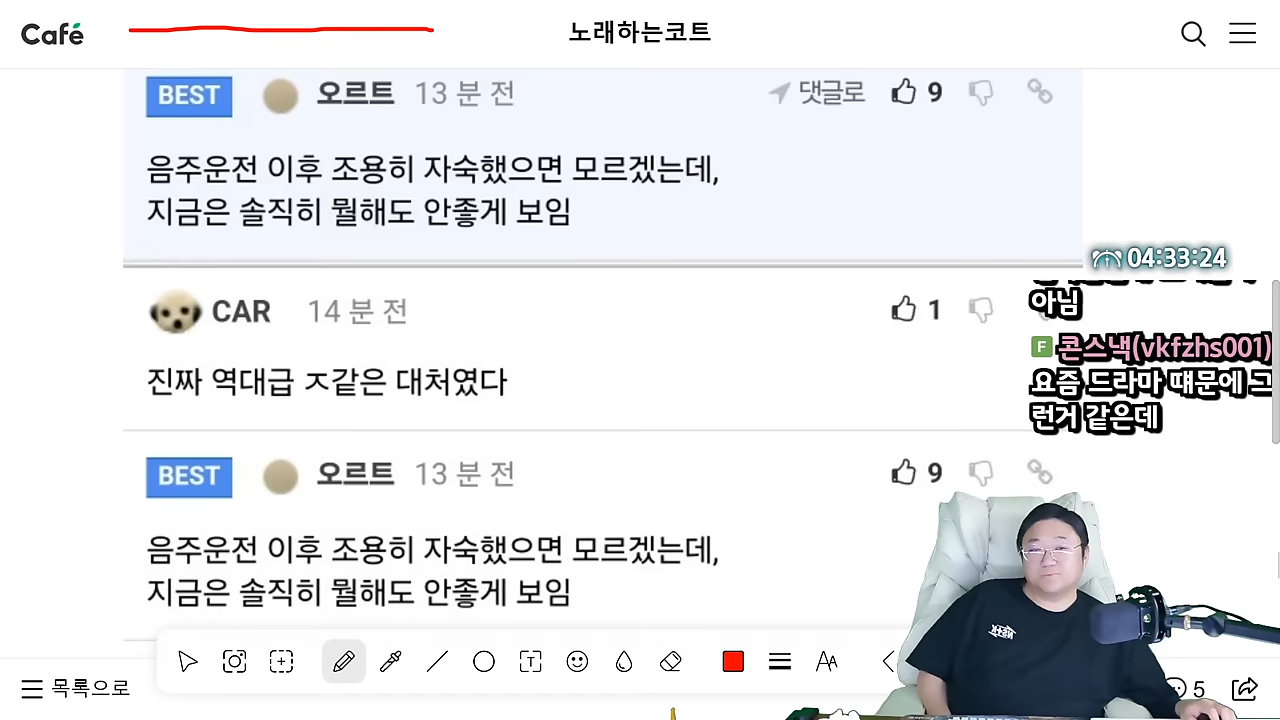 Café
노래하는코트
BEST 오르트 13 분 전 댓글로 9
음주운전 이후 조용히 자숙했으면 모르겠는데,
지금은 솔직히 뭘해도 안좋게 보임
04:33:24
아님
CAR 14 분 전 1
F 콘스낵(vkfzhs001)
요즘 드라마 떄문에 그
런거 같은데
진짜 역대급 ㅈ같은 대처였다
BEST 오르트 13 분 전 9
음주운전 이후 조용히 자숙했으면 모르겠는데,
지금은 솔직히 뭘해도 안좋게 보임
T AA
목록으로
5